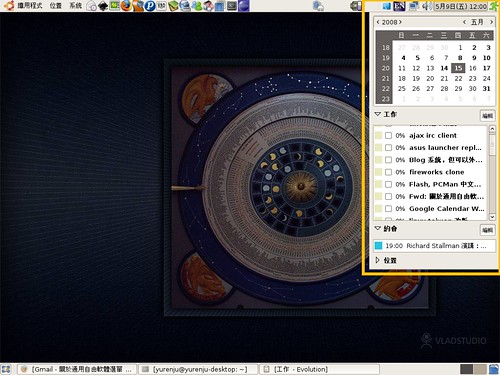 應用程式 位置 系統
EN 5月9日(五) 12:00
2008 五月
日 一 二 三 四 五 六
18 27 28 29 30 1 2 3
19 4 5 6 7 8 9 10
20 11 12 13 14 15 16 17
21 18 19 20 21 22 23 24
22 25 26 27 28 29 30 31
23 1 2 3 4 5 6 7
工作 編輯
0% ajax irc client
0% asus launcher repl...
0% Blog 系統，但可以外...
0% fireworks clone
0% Flash, PCMan 中文...
0% Fwd: 關於通用自由軟...
0% Google Calendar W...
約會 編輯
19:00 Richard Stallman 演講：...
位置
VLADSTUDIO
[Gmail - 關於通用自由軟體選單 ...
[yurenju@yurenju-desktop: ~]
[工作 - Evolution]